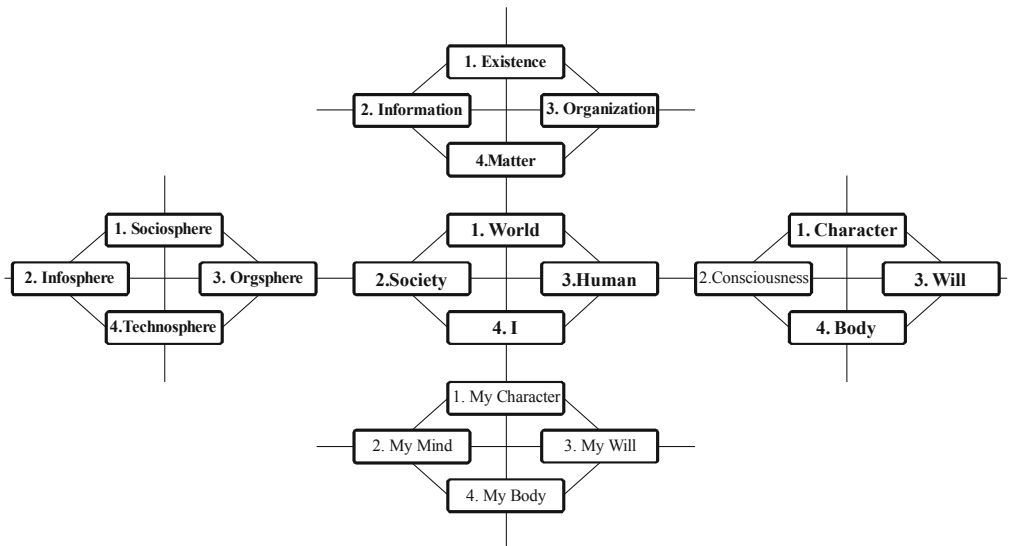 1. Existence
2. Information
3. Organization
4.Matter
1. Sociosphere
2. Infosphere
3. Orgsphere
4.Technosphere
1. World
2.Society
3.Human
4. I
1. Character
2.Consciousness
3. Will
4. Body
1. My Character
2. My Mind
3. My Will
4. My Body